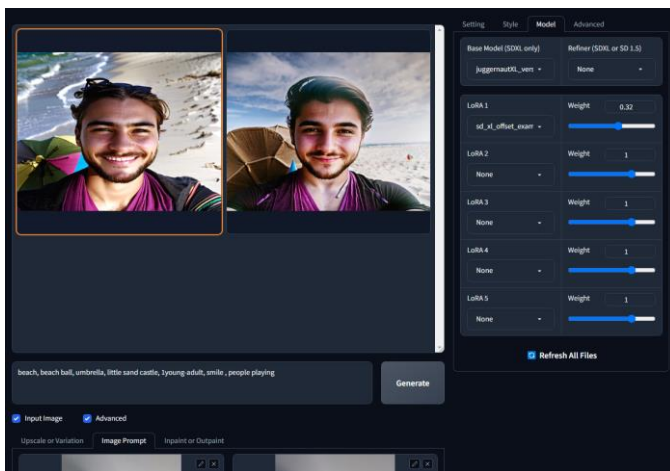 Setting Style Model Advanced
Base Model (SDXL only) Refiner (SDXL or SD 1.5)
juggernautXL_vers None
LoRA 1 Weight 0.32
sd_xl_offset_exam
LoRA 2 Weight 1
None
LoRA 3 Weight 1
None
LoRA 4 Weight 1
None
LoRA 5 Weight 1
None
Refresh All Files
beach, beach ball, umbrella, little sand castle, 1young-adult, smile , people playing
Generate
Input Image Advanced
Upscale or Variation Image Prompt Inpaint or Outpaint